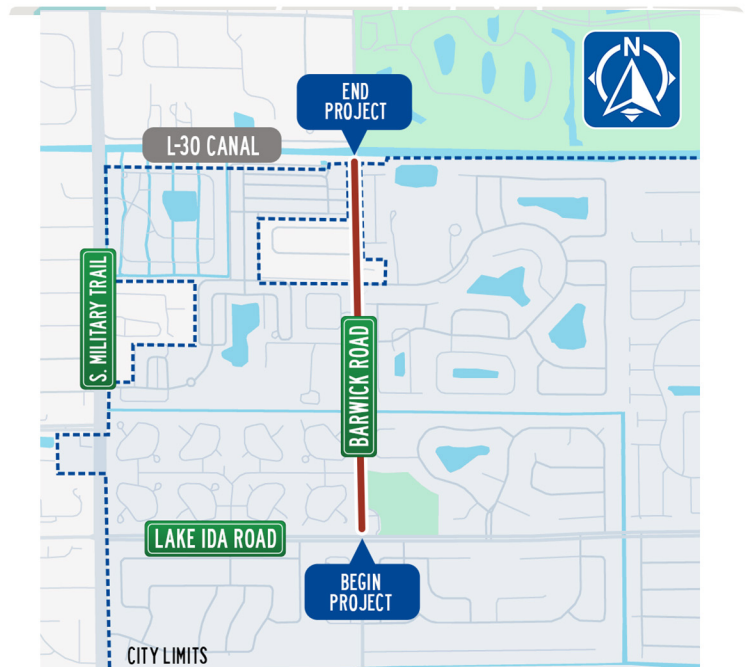 N
END
PROJECT
L-30 CANAL
S. MILITARY TRAIL
BARWICK ROAD
LAKE IDA ROAD
BEGIN
PROJECT
CITY LIMITS